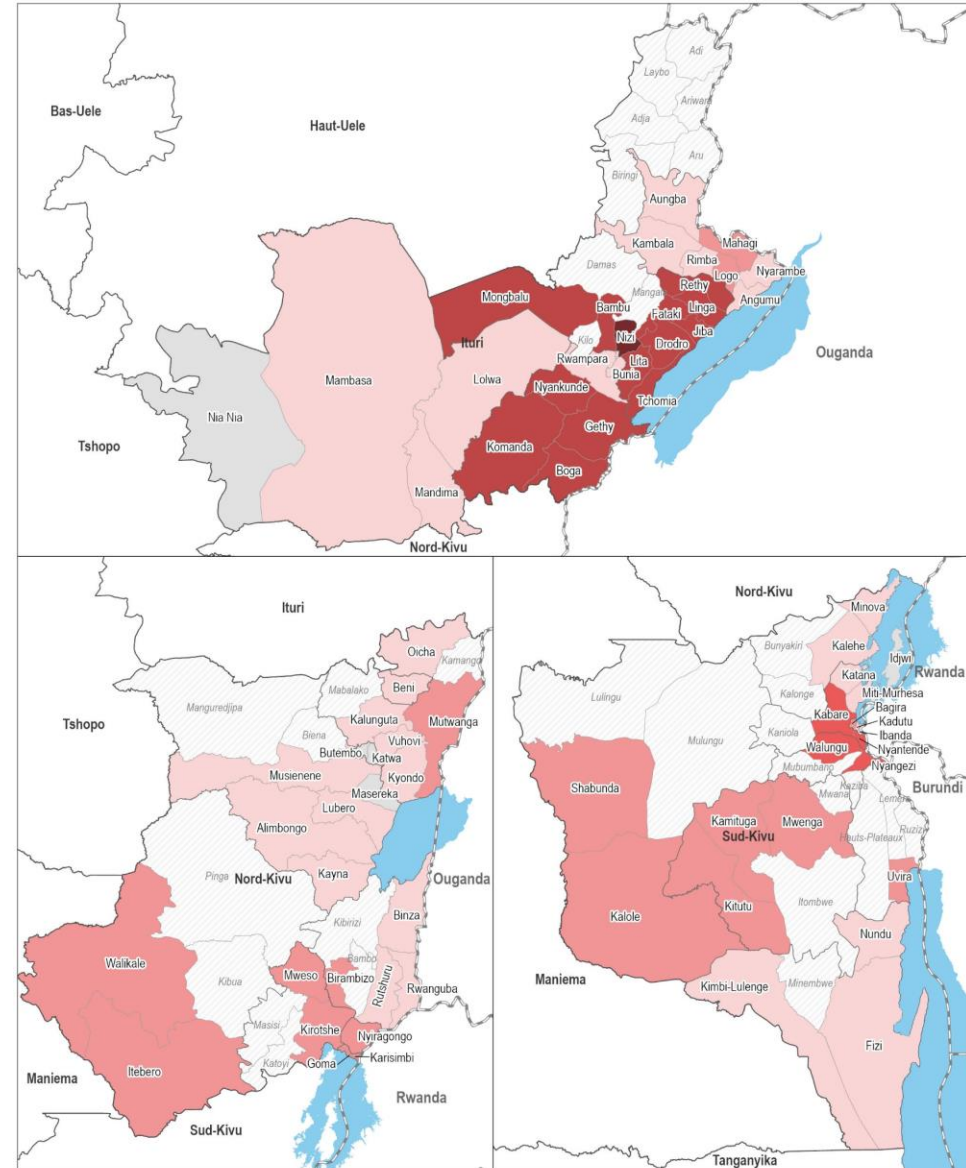 Adi
Laybo
Bas-Uele
Ariwara
Haut-Uele
Adja
Aru
Biringi
Aungba
Kambala
Mahagi
Rimba
Damas
Logo
Nyarambe
Rethy
Mangala
Angumu
Mongbalu
Bambu
Linga
Fataki
Jiba
Nizi
Kilo
Ituri
Drodro
Ouganda
Rwampara
Lita
Mambasa
Lolwa
Bunia
Nyankunde
Tchomia
Nia Nia
Gethy
Tshopo
Komanda
Boga
Mandima
Nord-Kivu
Ituri
Oicha
Kamango
Mabalako
Beni
Manguredjipa
Tshopo
Kalunguta
Mutwanga
Biena
Vuhovi
Butembo
Katwa
Musienene
Kyondo
Masereka
Lubero
Alimbongo
Pinga
Kayna
Nord-Kivu
Ouganda
Binza
Kibirizi
Walikale
Bambo
Mweso
Birambizo
Rutshuru
Kibua
Rwanguba
Masisi
Kirotshe
Nyiragongo
Katoyi
Itebero
Goma
Karisimbi
Maniema
Rwanda
Sud-Kivu
Nord-Kivu
Minova
Bunyakiri
Kalehe
Idjwi
Rwanda
Katana
Lulingu
Miti-Murhesa
Kalonge
Bagira
Kabare
Kadutu
Kaniola
Ibanda
Mulungu
Walungu
Nyantende
Mubumbano
Nyangezi
Shabunda
Kaziba
Burundi
Mwana
Lemera
Kamituga
Mwenga
Ruzizi
Sud-Kivu
Hauts-Plateaux
Uvira
Itombwe
Kalole
Kitutu
Nundu
Maniema
Kimbi-Lulenge
Minembwe
Fizi
Tanganyika